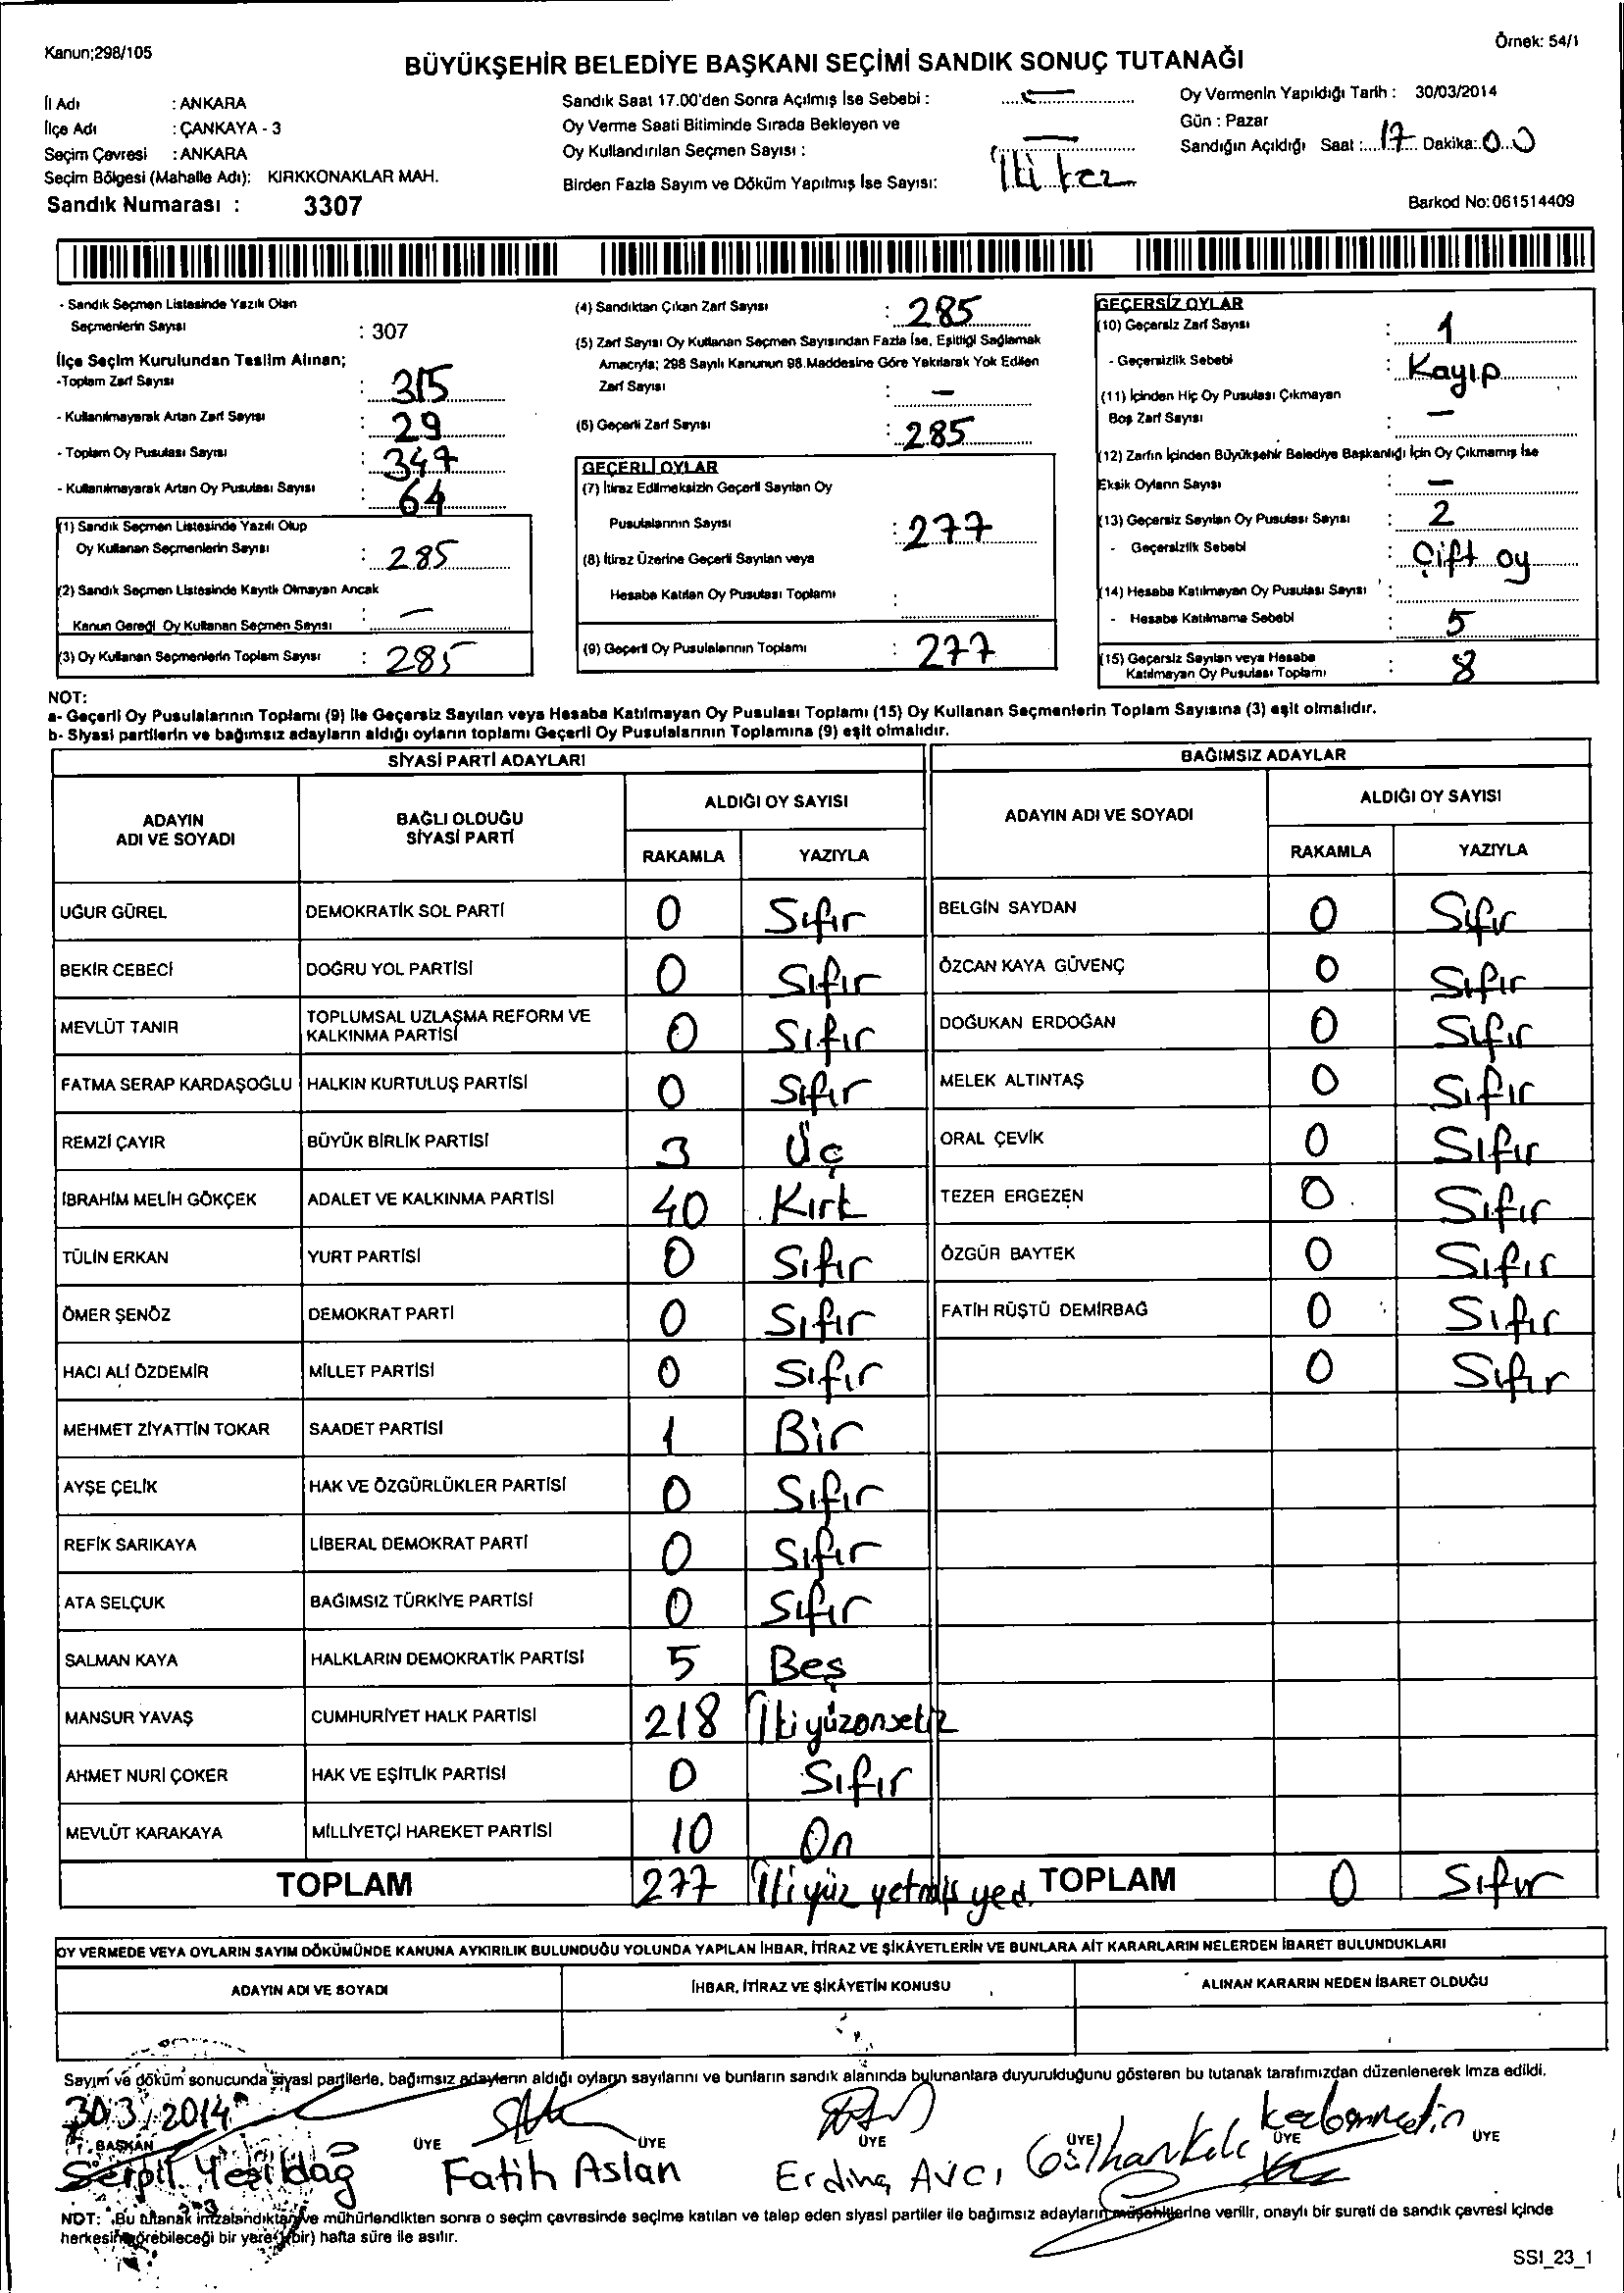 Kanun;298/105
Örnek: 54/1
BÜYÜKŞEHİR BELEDİYE BAŞKANI SEÇİMİ SANDIK SONUÇ TUTANAĞI
İl Adı : ANKARA
İlçe Adı : ÇANKAYA - 3
Seçim Çevresi : ANKARA
Seçim Bölgesi (Mahalle Adı): KIRKKONAKLAR MAH.
Sandık Numarası : 3307
Sandık Saat 17.00'den Sonra Açılmış İse Sebebi : —
Oy Verme Saati Bitiminde Sırada Bekleyen ve
Oy Kullandırılan Seçmen Sayısı : —
Birden Fazla Sayım ve Döküm Yapılmış İse Sayısı: İki kez
Oy Vermenin Yapıldığı Tarih : 30/03/2014
Gün : Pazar
Sandığın Açıldığı Saat : 17 Dakika: 00
Barkod No: 061514409
- Sandık Seçmen Listesinde Yazılı Olan
Seçmenlerin Sayısı : 307
İlçe Seçim Kurulundan Teslim Alınan;
-Toplam Zarf Sayısı : 315
- Kullanılmayarak Artan Zarf Sayısı : 29
- Toplam Oy Pusulası Sayısı : 347
- Kullanılmayarak Artan Oy Pusulası Sayısı : 64
(1) Sandık Seçmen Listesinde Yazılı Olup
Oy Kullanan Seçmenlerin Sayısı : 285
(2) Sandık Seçmen Listesinde Kayıtlı Olmayan Ancak
Kanun Gereği Oy Kullanan Seçmen Sayısı : —
(3) Oy Kullanan Seçmenlerin Toplam Sayısı : 285
(4) Sandıktan Çıkan Zarf Sayısı : 285
(5) Zarf Sayısı Oy Kullanan Seçmen Sayısından Fazla İse, Eşitliği Sağlamak
Amacıyla; 298 Sayılı Kanunun 98.Maddesine Göre Yakılarak Yok Edilen
Zarf Sayısı : —
(6) Geçerli Zarf Sayısı : 285
GEÇERLİ OYLAR
(7) İtiraz Edilmeksizin Geçerli Sayılan Oy
Pusulalarının Sayısı : 277
(8) İtiraz Üzerine Geçerli Sayılan veya
Hesaba Katılan Oy Pusulası Toplamı :
(9) Geçerli Oy Pusulalarının Toplamı : 277
GEÇERSİZ OYLAR
(10) Geçersiz Zarf Sayısı : 1
- Geçersizlik Sebebi : Kayıp
(11) İçinden Hiç Oy Pusulası Çıkmayan
Boş Zarf Sayısı : —
(12) Zarfın İçinden Büyükşehir Belediye Başkanlığı İçin Oy Çıkmamış İse
Eksik Oyların Sayısı : —
(13) Geçersiz Sayılan Oy Pusulası Sayısı : 2
- Geçersizlik Sebebi : Çift oy
(14) Hesaba Katılmayan Oy Pusulası Sayısı :
- Hesaba Katılmama Sebebi : 5
(15) Geçersiz Sayılan veya Hesaba
Katılmayan Oy Pusulası Toplamı : 8
NOT:
a- Geçerli Oy Pusulalarının Toplamı (9) ile Geçersiz Sayılan veya Hesaba Katılmayan Oy Pusulası Toplamı (15) Oy Kullanan Seçmenlerin Toplam Sayısına (3) eşit olmalıdır.
b- Siyasi partilerin ve bağımsız adayların aldığı oyların toplamı Geçerli Oy Pusulalarının Toplamına (9) eşit olmalıdır.
SİYASİ PARTİ ADAYLARI BAĞIMSIZ ADAYLAR
ADAYIN ADI VE SOYADI BAĞLI OLDUĞU SİYASİ PARTİ ALDIĞI OY SAYISI RAKAMLA YAZIYLA ADAYIN ADI VE SOYADI ALDIĞI OY SAYISI RAKAMLA YAZIYLA
UĞUR GÜREL DEMOKRATİK SOL PARTİ 0 Sıfır BELGİN SAYDAN 0 Sıfır
BEKİR CEBECİ DOĞRU YOL PARTİSİ 0 Sıfır ÖZCAN KAYA GÜVENÇ 0 Sıfır
MEVLÜT TANIR TOPLUMSAL UZLAŞMA REFORM VE KALKINMA PARTİSİ 0 Sıfır DOĞUKAN ERDOĞAN 0 Sıfır
FATMA SERAP KARDAŞOĞLU HALKIN KURTULUŞ PARTİSİ 0 Sıfır MELEK ALTINTAŞ 0 Sıfır
REMZİ ÇAYIR BÜYÜK BİRLİK PARTİSİ 3 Üç ORAL ÇEVİK 0 Sıfır
İBRAHİM MELİH GÖKÇEK ADALET VE KALKINMA PARTİSİ 40 Kırk TEZER ERGEZEN 0 Sıfır
TÜLİN ERKAN YURT PARTİSİ 0 Sıfır ÖZGÜR BAYTEK 0 Sıfır
ÖMER ŞENÖZ DEMOKRAT PARTİ 0 Sıfır FATİH RÜŞTÜ DEMİRBAĞ 0 Sıfır
HACI ALİ ÖZDEMİR MİLLET PARTİSİ 0 Sıfır 0 Sıfır
MEHMET ZİYATTİN TOKAR SAADET PARTİSİ 1 Bir
AYŞE ÇELİK HAK VE ÖZGÜRLÜKLER PARTİSİ 0 Sıfır
REFİK SARIKAYA LİBERAL DEMOKRAT PARTİ 0 Sıfır
ATA SELÇUK BAĞIMSIZ TÜRKİYE PARTİSİ 0 Sıfır
SALMAN KAYA HALKLARIN DEMOKRATİK PARTİSİ 5 Beş
MANSUR YAVAŞ CUMHURİYET HALK PARTİSİ 218 İkiyüzonsekiz
AHMET NURİ ÇOKER HAK VE EŞİTLİK PARTİSİ 0 Sıfır
MEVLÜT KARAKAYA MİLLİYETÇİ HAREKET PARTİSİ 10 On
TOPLAM 277 İkiyüz yetmiş yedi TOPLAM 0 Sıfır
OY VERMEDE VEYA OYLARIN SAYIM DÖKÜMÜNDE KANUNA AYKIRILIK BULUNDUĞU YOLUNDA YAPILAN İHBAR, İTİRAZ VE ŞİKÂYETLERİN VE BUNLARA AİT KARARLARIN NELERDEN İBARET BULUNDUKLARI
ADAYIN ADI VE SOYADI İHBAR, İTİRAZ VE ŞİKÂYETİN KONUSU ALINAN KARARIN NEDEN İBARET OLDUĞU
Sayım ve döküm sonucunda siyasi partilerle, bağımsız adayların aldığı oyların sayılarını ve bunların sandık alanında bulunanlara duyurulduğunu gösteren bu tutanak tarafımızdan düzenlenerek imza edildi.
30/3/2014
BAŞKAN ÜYE ÜYE ÜYE ÜYE ÜYE ÜYE
Serpil Yeşildağ Fatih Aslan Erdinç AVCI
NOT: Bu tutanak imzalandıktan ve mühürlendikten sonra o seçim çevresinde seçime katılan ve talep eden siyasi partiler ile bağımsız adayların müşahitlerine verilir, onaylı bir sureti de sandık çevresi içinde
herkesin görebileceği bir yere (bir) hafta süre ile asılır.
SSI_23_1